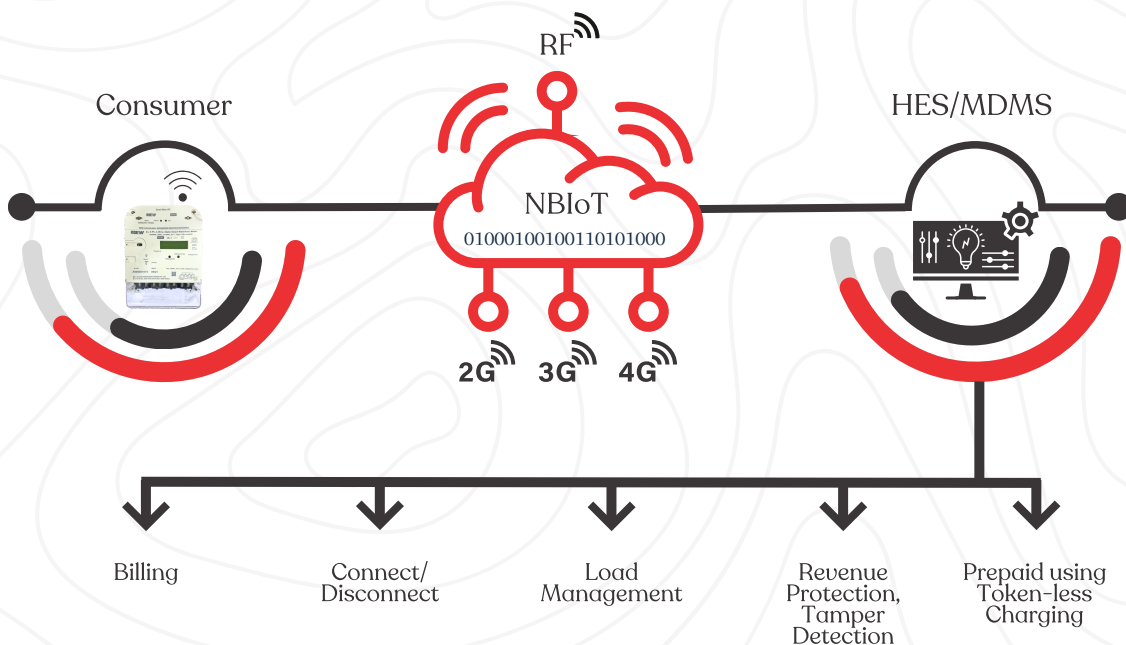 RF
Consumer
HES/MDMS
NBIoT
01000100100110101000
2G
3G
4G
Billing
Connect/
Disconnect
Load
Management
Revenue
Protection,
Tamper
Detection
Prepaid using
Token-less
Charging